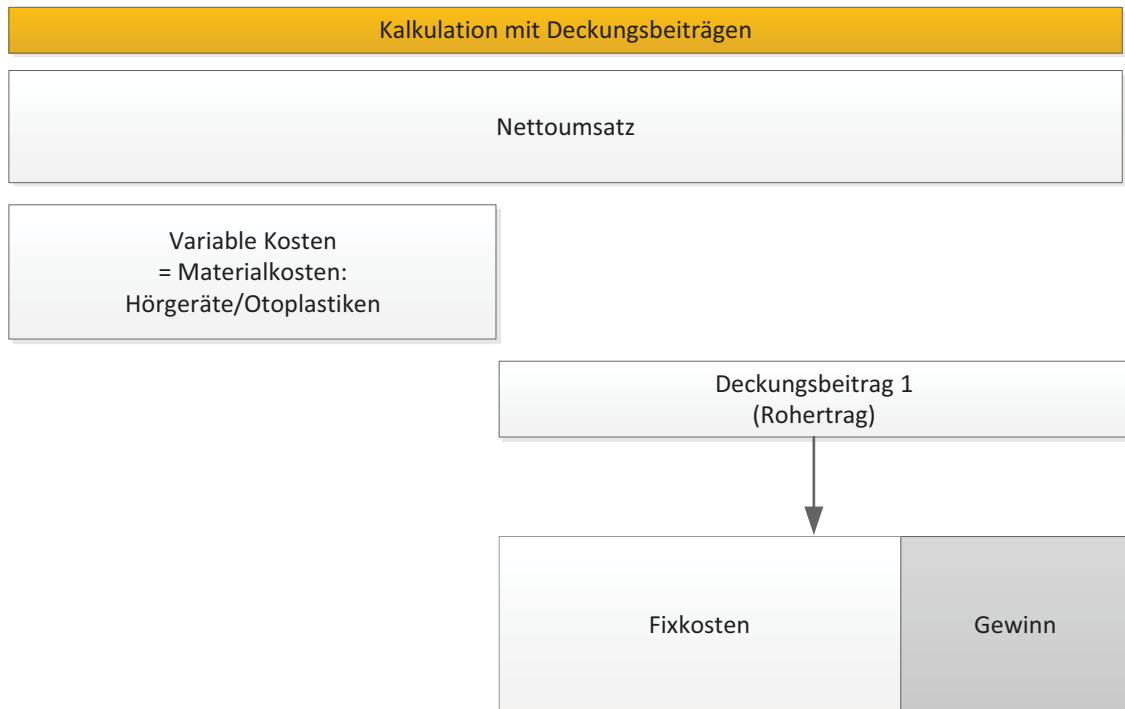 Kalkulation mit Deckungsbeiträgen
Nettoumsatz
Variable Kosten
= Materialkosten:
Hörgeräte/Otoplastiken
Deckungsbeitrag 1
(Rohertrag)
Fixkosten
Gewinn